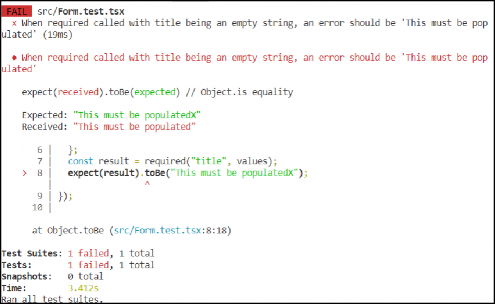 FAIL src/Form.test.tsx
× When required called with title being an empty string, an error should be 'This must be pop
ulated' (19ms)
● When required called with title being an empty string, an error should be 'This must be pop
ulated'
expect(received).toBe(expected) // Object.is equality
Expected: "This must be populatedX"
Received: "This must be populated"
6 | };
7 | const result = required("title", values);
> 8 | expect(result).toBe("This must be populatedX");
| ^
9 | });
10 |
at Object.toBe (src/Form.test.tsx:8:18)
Test Suites: 1 failed, 1 total
Tests: 1 failed, 1 total
Snapshots: 0 total
Time: 3.412s
Ran all test suites.